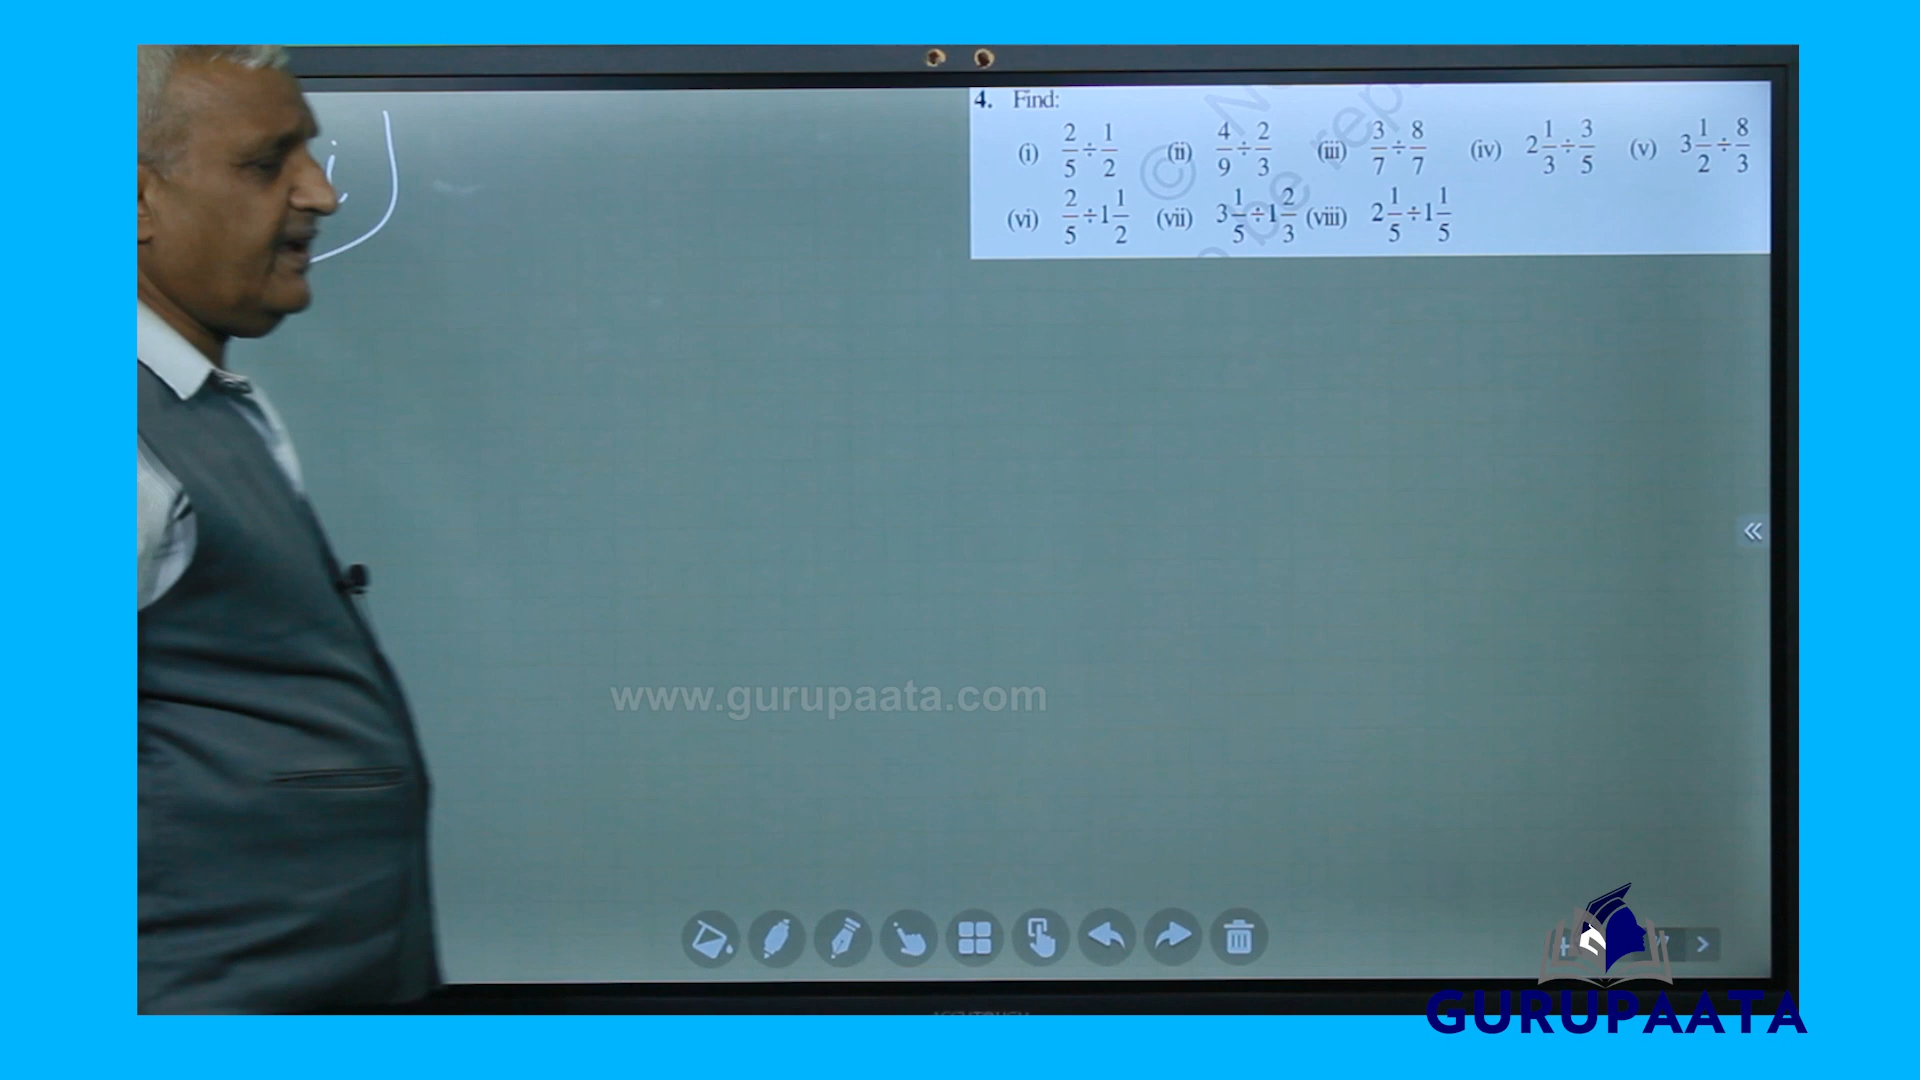 i)
4. Find:
(i) 2/5 ÷ 1/2 (ii) 4/9 ÷ 2/3 (iii) 3/7 ÷ 8/7 (iv) 2 1/3 ÷ 3/5 (v) 3 1/2 ÷ 8/3
(vi) 2/5 ÷ 1 1/2 (vii) 3 1/5 ÷ 1 2/3 (viii) 2 1/5 ÷ 1 1/5
© be
www.gurupaata.com
GURUPAATA